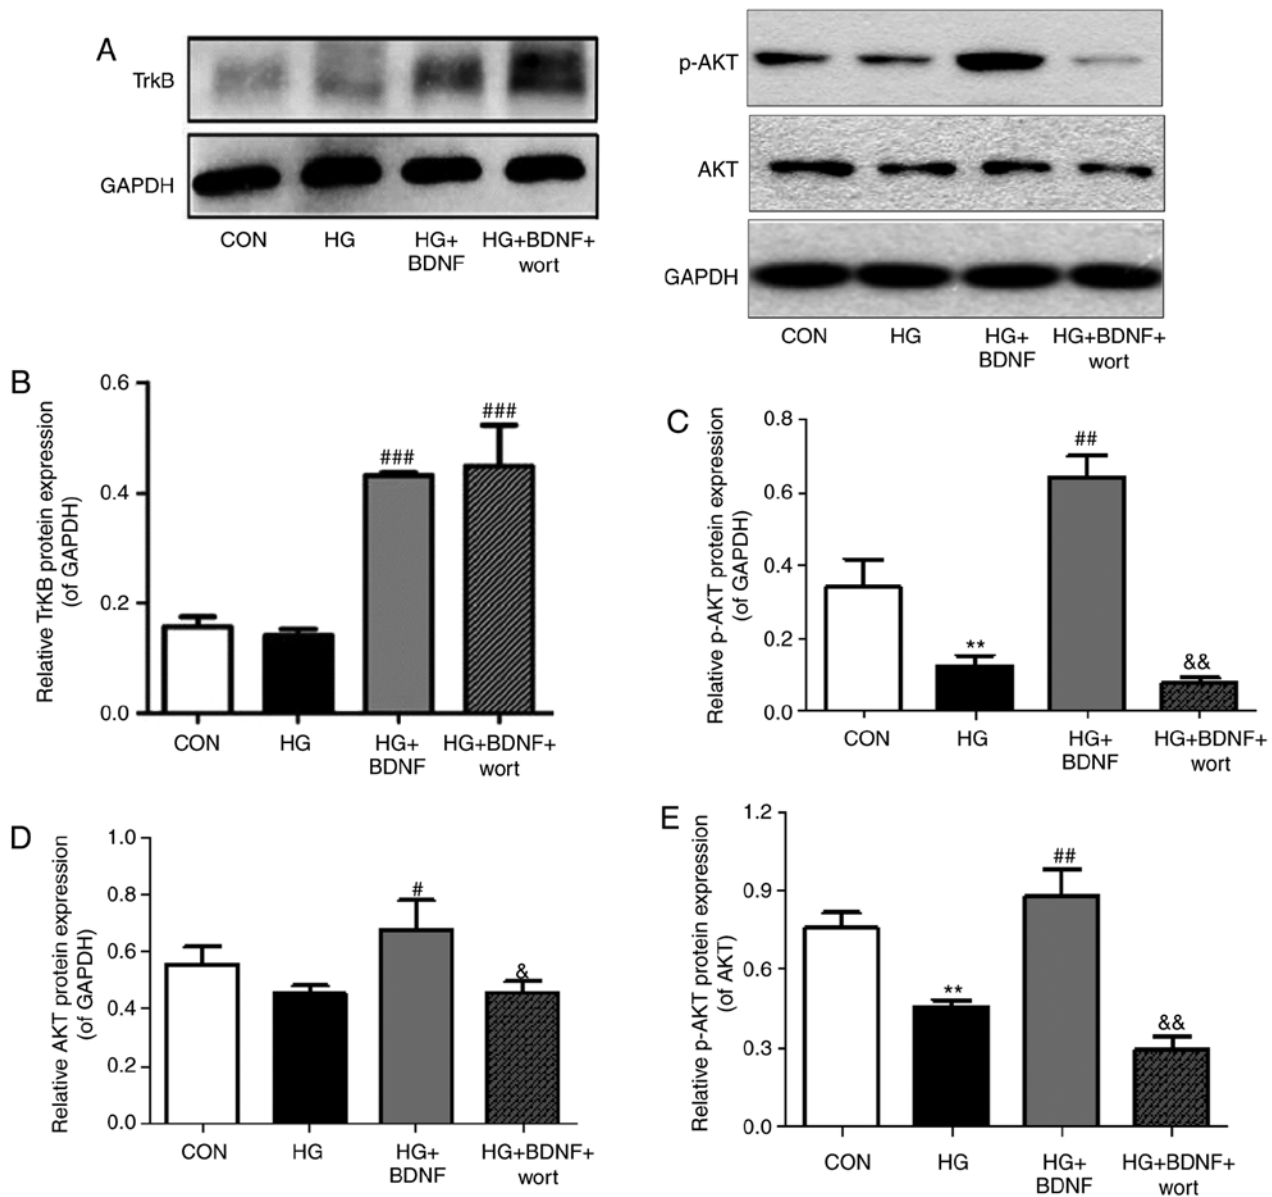 A
TrkB
GAPDH
CON HG HG+ HG+BDNF+
BDNF wort
p-AKT
AKT
GAPDH
CON HG HG+ HG+BDNF+
BDNF wort
B
Relative TrKB protein expression
(of GAPDH)
0.6
0.4
0.2
0.0
###
###
CON HG HG+ HG+BDNF+
BDNF wort
C
Relative p-AKT protein expression
(of GAPDH)
0.8
0.6
0.4
0.2
0.0
**
##
&&
CON HG HG+ HG+BDNF+
BDNF wort
D
Relative AKT protein expression
(of GAPDH)
1.0
0.8
0.6
0.4
0.2
0.0
#
&
CON HG HG+ HG+BDNF+
BDNF wort
E
Relative p-AKT protein expression
(of AKT)
1.2
0.9
0.6
0.3
0.0
**
##
&&
CON HG HG+ HG+BDNF+
BDNF wort